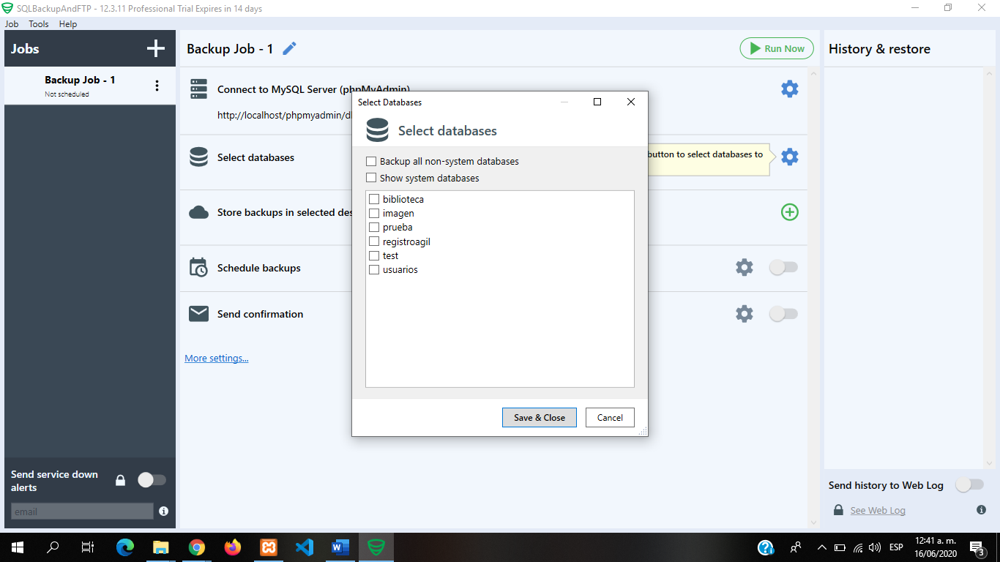 SQLBackupAndFTP - 12.3.11 Professional Trial Expires in 14 days
Job Tools Help
Jobs
Backup Job - 1
Not scheduled
Send service down
alerts
email
Backup Job - 1
Run Now
Connect to MySQL Server (phpMyAdmin)
http://localhost/phpmyadmin/
Select databases
button to select databases to
Store backups in selected
Schedule backups
Send confirmation
More settings...
Select Databases
Select databases
Backup all non-system databases
Show system databases
biblioteca
imagen
prueba
registroagil
test
usuarios
Save & Close
Cancel
History & restore
Send history to Web Log
See Web Log
ESP
12:41 a. m.
16/06/2020
3